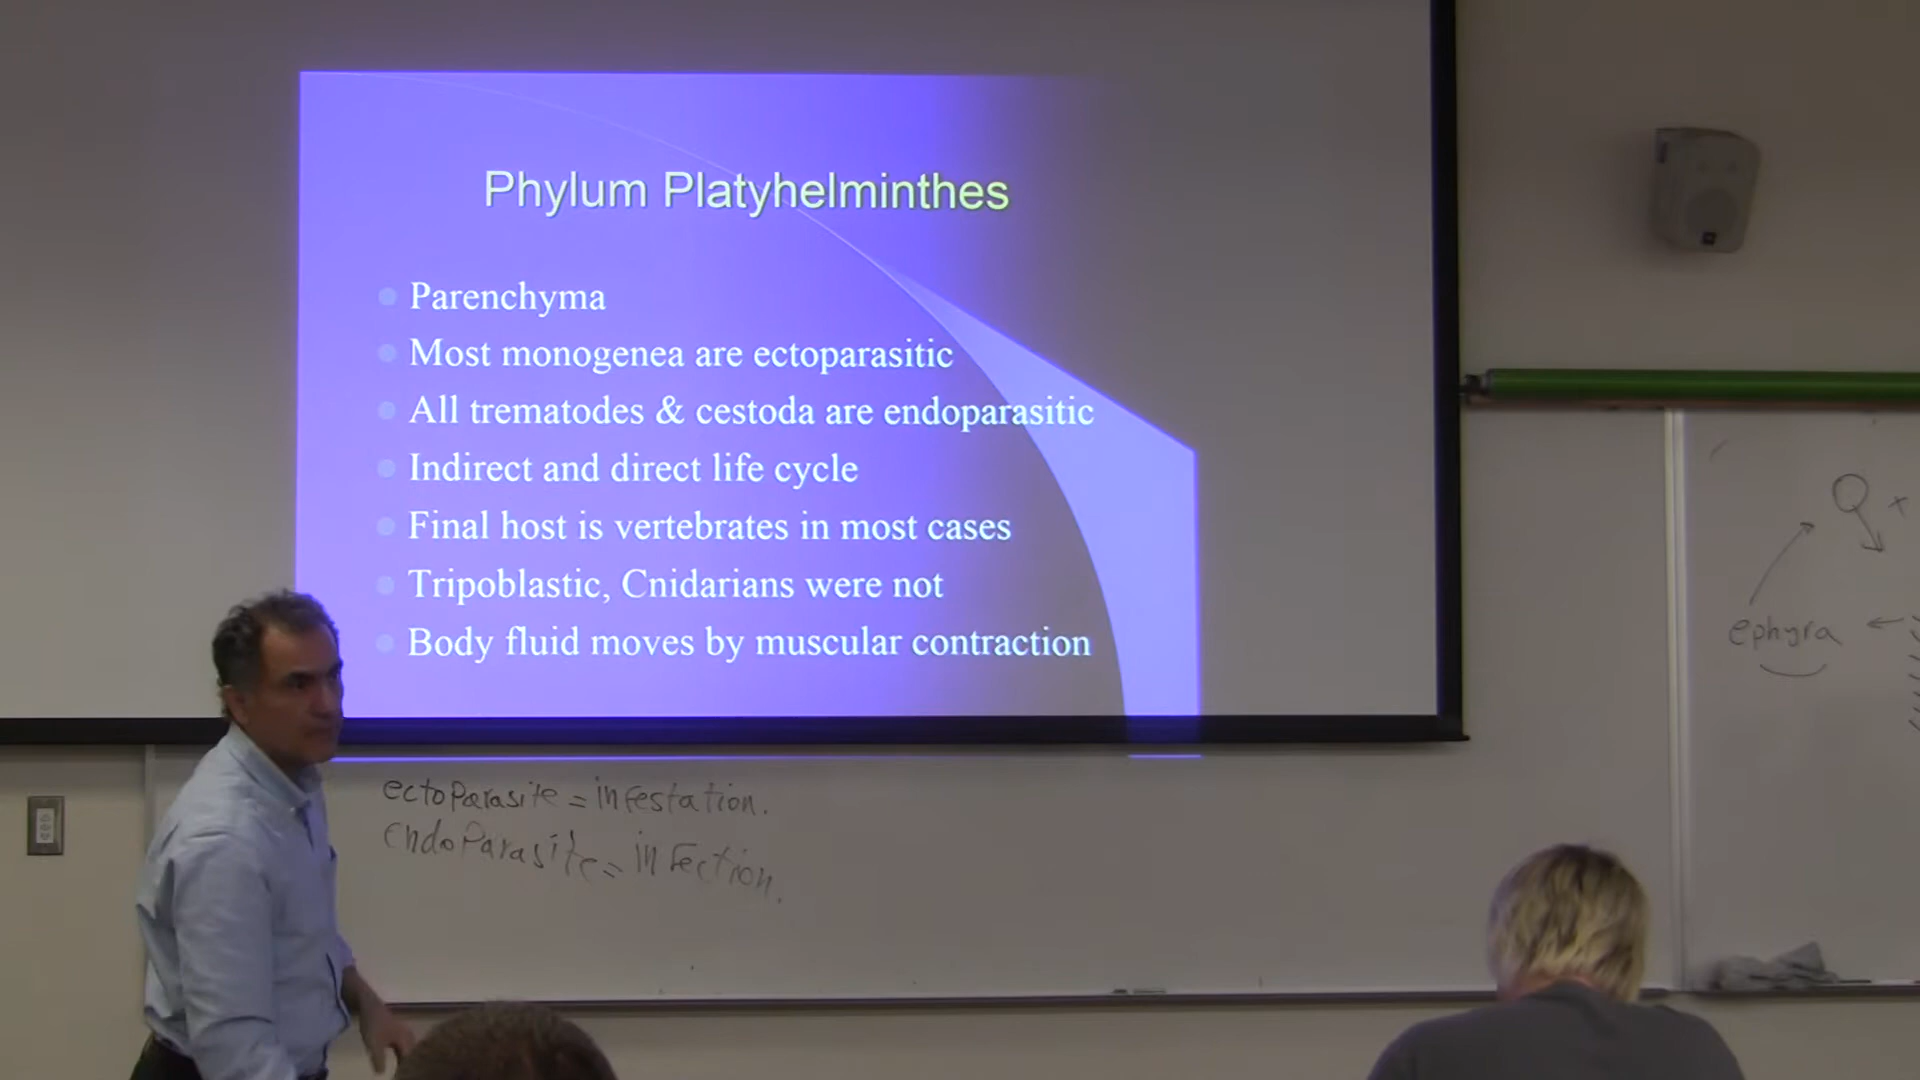 Phylum Platyhelminthes
Parenchyma
Most monogenea are ectoparasitic
All trematodes & cestoda are endoparasitic
Indirect and direct life cycle
Final host is vertebrates in most cases
Tripoblastic, Cnidarians were not
Body fluid moves by muscular contraction
ectoparasite = infestation.
endoparasite = infection.
ephyra